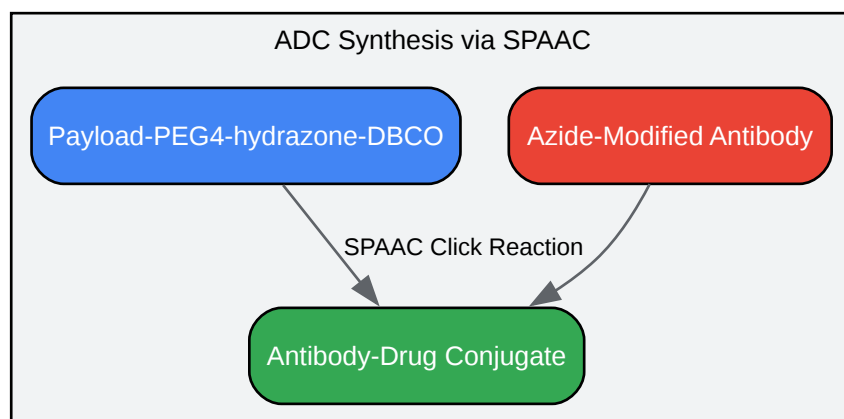 ADC Synthesis via SPAAC
Payload-PEG4-hydrazone-DBCO
Azide-Modified Antibody
SPAAC Click Reaction
Antibody-Drug Conjugate